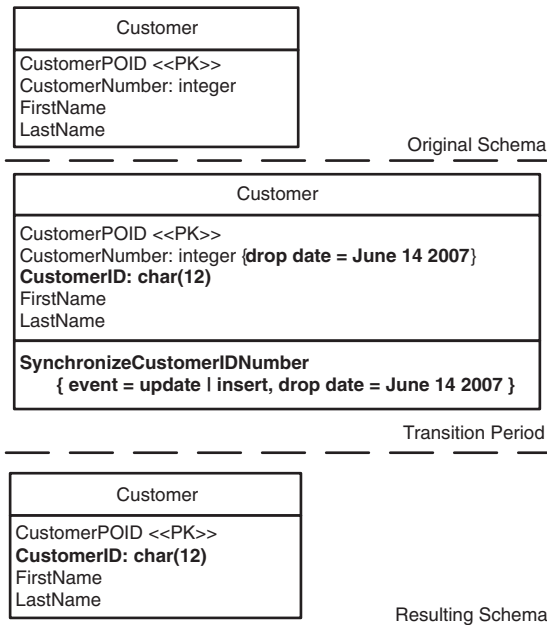 Customer
CustomerPOID <<PK>>
CustomerNumber: integer
FirstName
LastName
Original Schema
Customer
CustomerPOID <<PK>>
CustomerNumber: integer {drop date = June 14 2007}
CustomerID: char(12)
FirstName
LastName
SynchronizeCustomerIDNumber
{ event = update | insert, drop date = June 14 2007 }
Transition Period
Customer
CustomerPOID <<PK>>
CustomerID: char(12)
FirstName
LastName
Resulting Schema